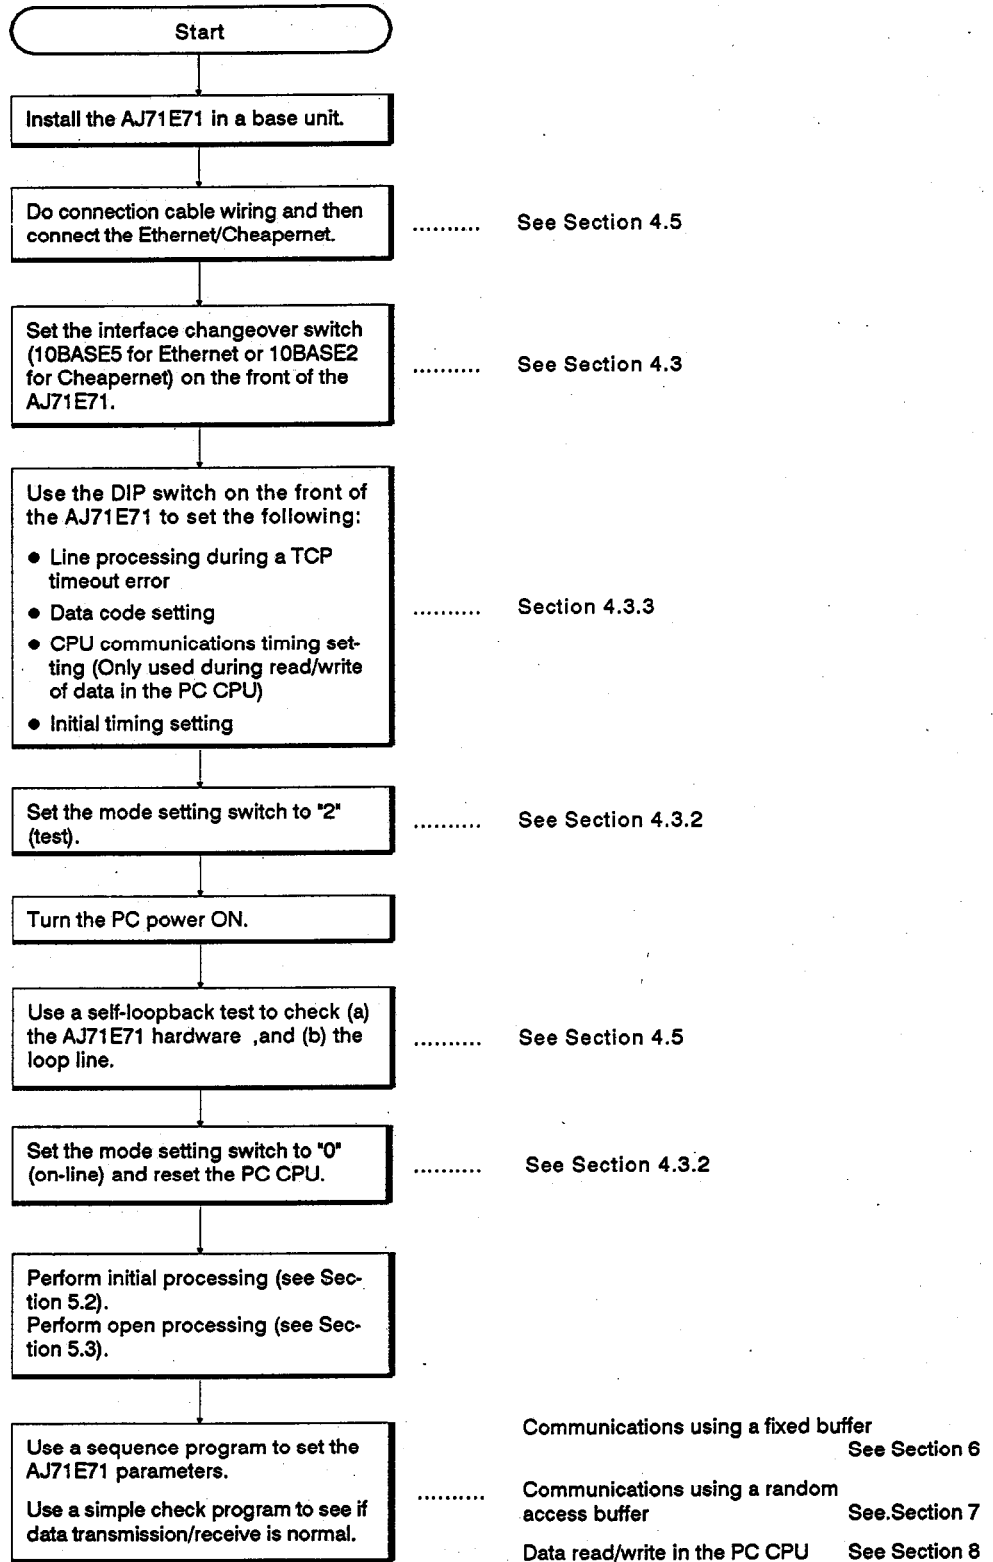 Start
Install the AJ71E71 in a base unit.
Do connection cable wiring and then
connect the Ethernet/Cheapernet.
.......... See Section 4.5
Set the interface changeover switch
(10BASE5 for Ethernet or 10BASE2
for Cheapernet) on the front of the
AJ71E71.
.......... See Section 4.3
Use the DIP switch on the front of
the AJ71E71 to set the following:
● Line processing during a TCP
timeout error
● Data code setting
● CPU communications timing set-
ting (Only used during read/write
of data in the PC CPU)
● Initial timing setting
.......... Section 4.3.3
Set the mode setting switch to "2"
(test).
.......... See Section 4.3.2
Turn the PC power ON.
Use a self-loopback test to check (a)
the AJ71E71 hardware ,and (b) the
loop line.
.......... See Section 4.5
Set the mode setting switch to "0"
(on-line) and reset the PC CPU.
.......... See Section 4.3.2
Perform initial processing (see Sec-
tion 5.2).
Perform open processing (see Sec-
tion 5.3).
Use a sequence program to set the
AJ71E71 parameters.
Use a simple check program to see if
data transmission/receive is normal.
..........
Communications using a fixed buffer
See Section 6
Communications using a random
access buffer See.Section 7
Data read/write in the PC CPU See Section 8